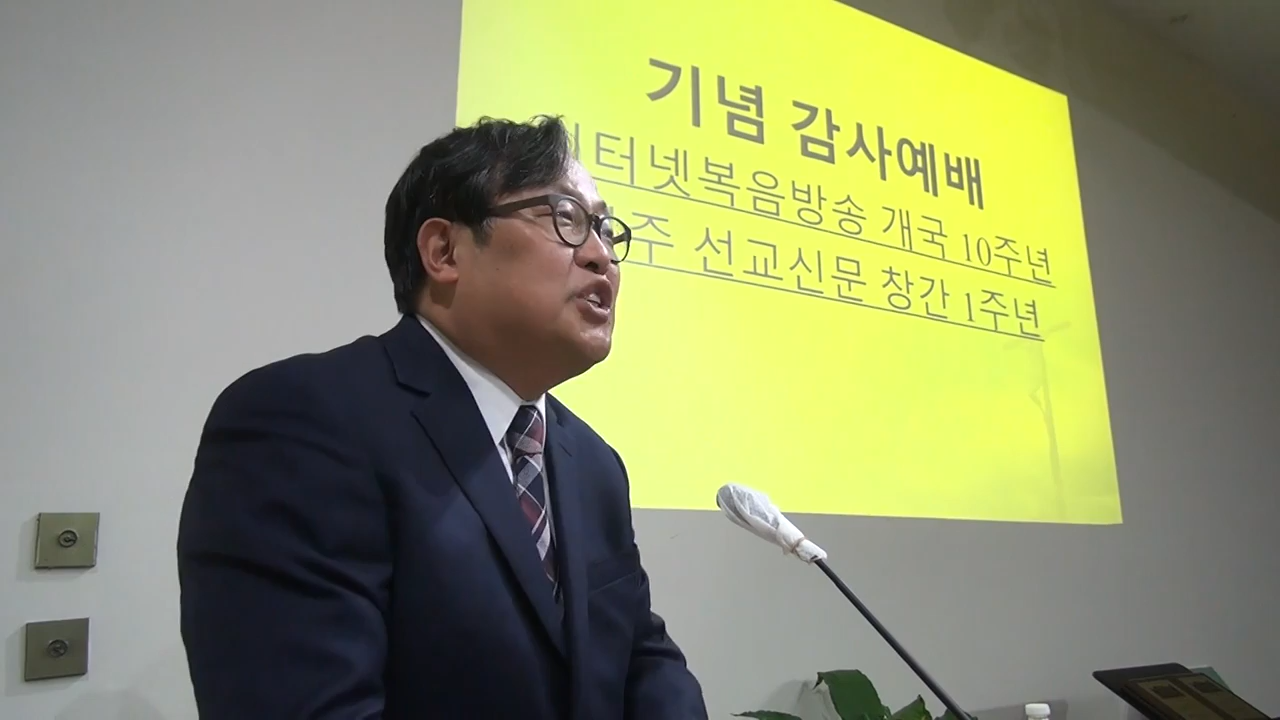 기념 감사예배
터넷복음방송 개국 10주년
주 선교신문 창간 1주년